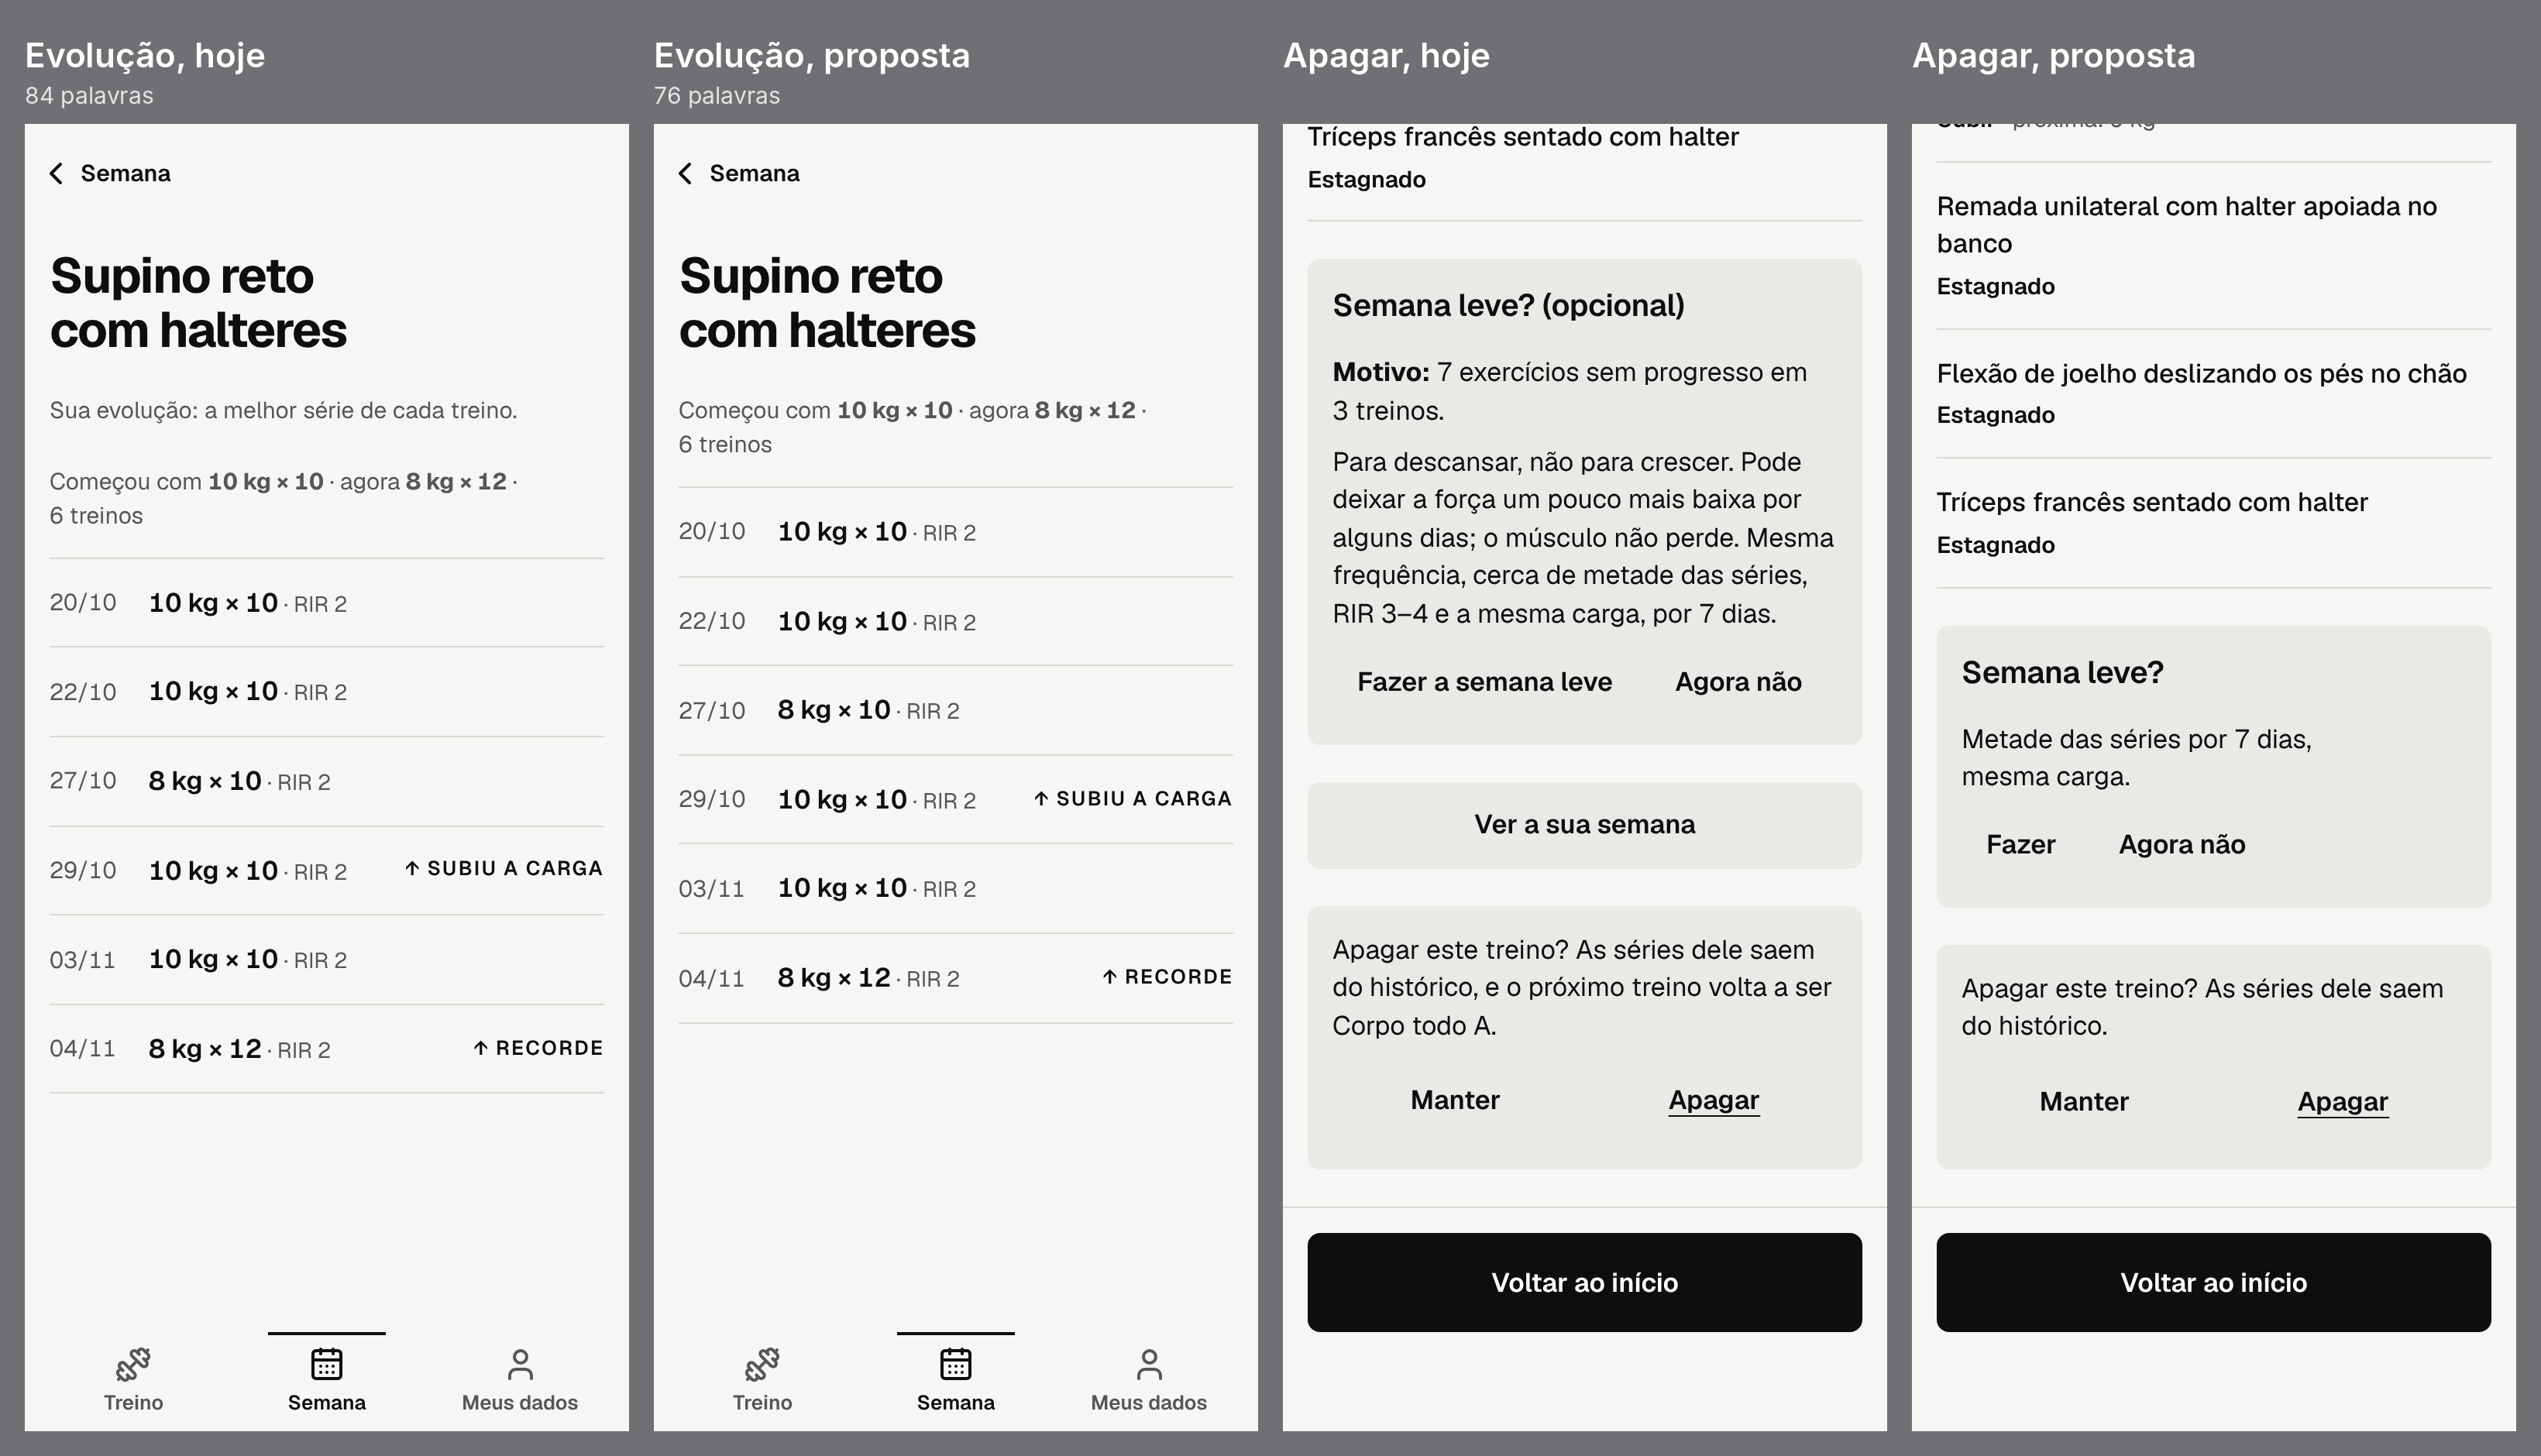 Evolução, hoje
84 palavras
Semana
Supino reto
com halteres
Sua evolução: a melhor série de cada treino.
Começou com 10 kg × 10 · agora 8 kg × 12 ·
6 treinos
20/10 10 kg × 10 · RIR 2
22/10 10 kg × 10 · RIR 2
27/10 8 kg × 10 · RIR 2
29/10 10 kg × 10 · RIR 2 ↑ SUBIU A CARGA
03/11 10 kg × 10 · RIR 2
04/11 8 kg × 12 · RIR 2 ↑ RECORDE
Treino Semana Meus dados
Evolução, proposta
76 palavras
Semana
Supino reto
com halteres
Começou com 10 kg × 10 · agora 8 kg × 12 ·
6 treinos
20/10 10 kg × 10 · RIR 2
22/10 10 kg × 10 · RIR 2
27/10 8 kg × 10 · RIR 2
29/10 10 kg × 10 · RIR 2 ↑ SUBIU A CARGA
03/11 10 kg × 10 · RIR 2
04/11 8 kg × 12 · RIR 2 ↑ RECORDE
Treino Semana Meus dados
Apagar, hoje
Tríceps francês sentado com halter
Estagnado
Semana leve? (opcional)
Motivo: 7 exercícios sem progresso em
3 treinos.
Para descansar, não para crescer. Pode
deixar a força um pouco mais baixa por
alguns dias; o músculo não perde. Mesma
frequência, cerca de metade das séries,
RIR 3–4 e a mesma carga, por 7 dias.
Fazer a semana leve Agora não
Ver a sua semana
Apagar este treino? As séries dele saem
do histórico, e o próximo treino volta a ser
Corpo todo A.
Manter Apagar
Voltar ao início
Apagar, proposta
Remada unilateral com halter apoiada no
banco
Estagnado
Flexão de joelho deslizando os pés no chão
Estagnado
Tríceps francês sentado com halter
Estagnado
Semana leve?
Metade das séries por 7 dias,
mesma carga.
Fazer Agora não
Apagar este treino? As séries dele saem
do histórico.
Manter Apagar
Voltar ao início